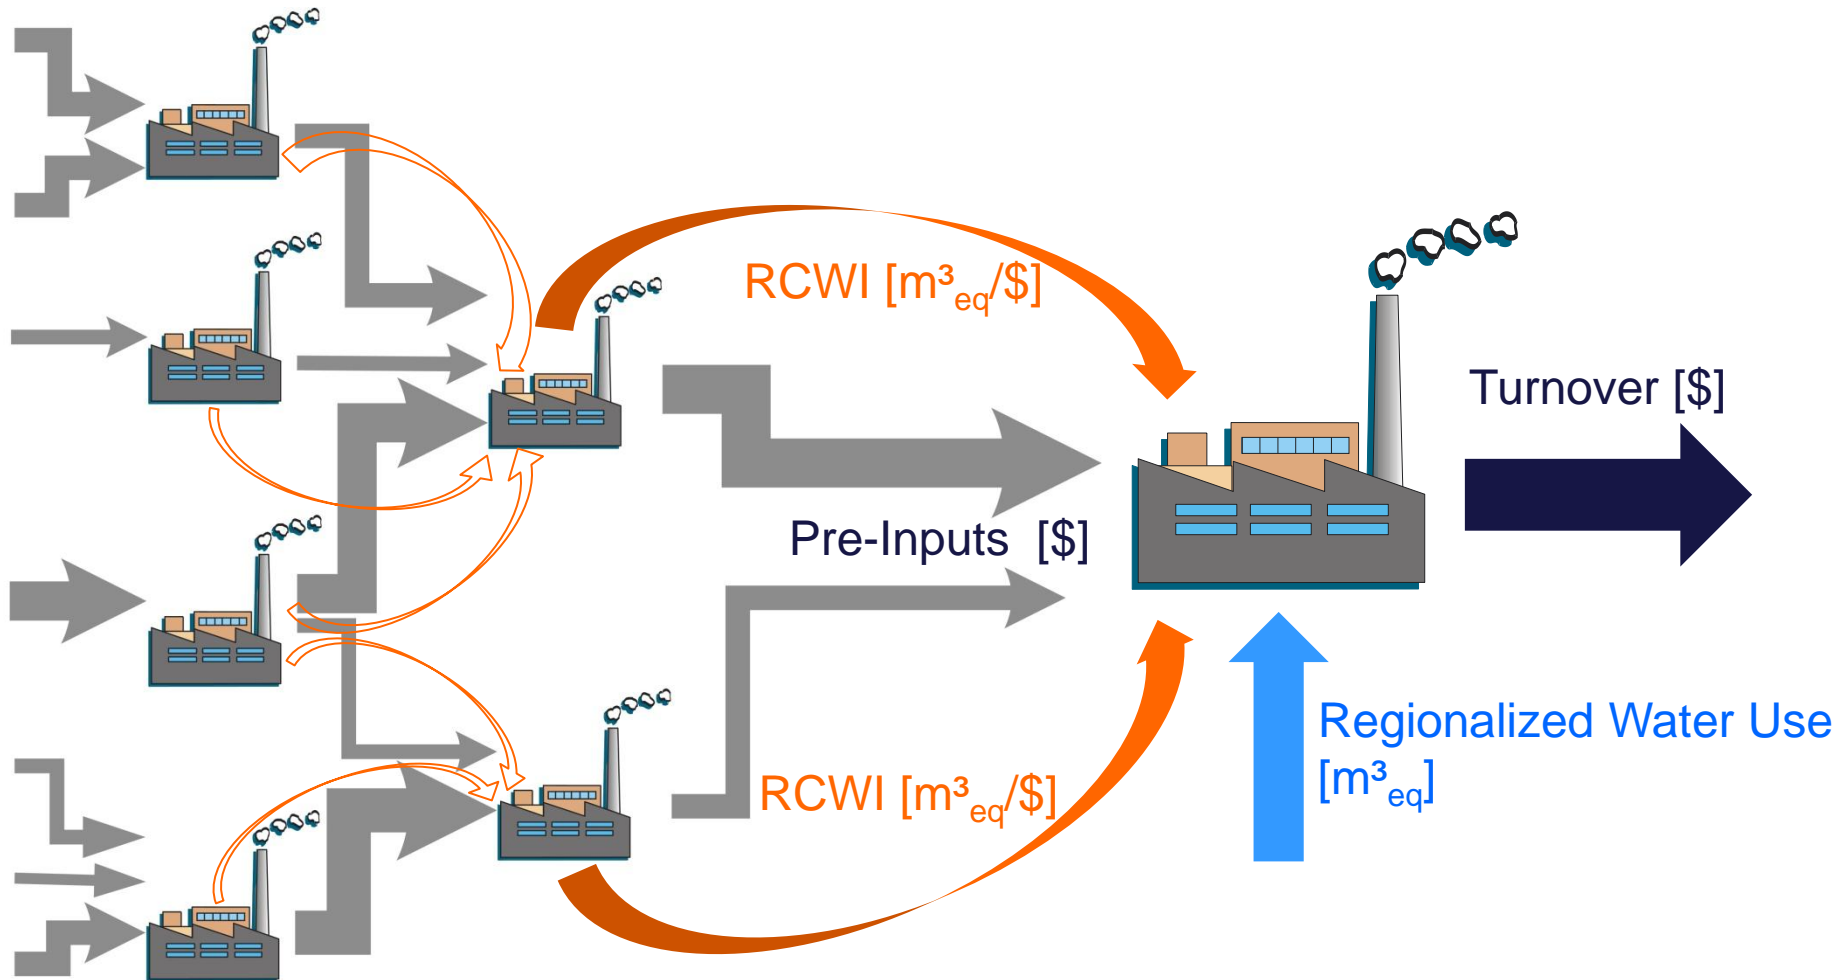 RCWI [m³eq/$]
Turnover [$]
Pre-Inputs [$]
Regionalized Water Use
[m³eq]
RCWI [m³eq/$]